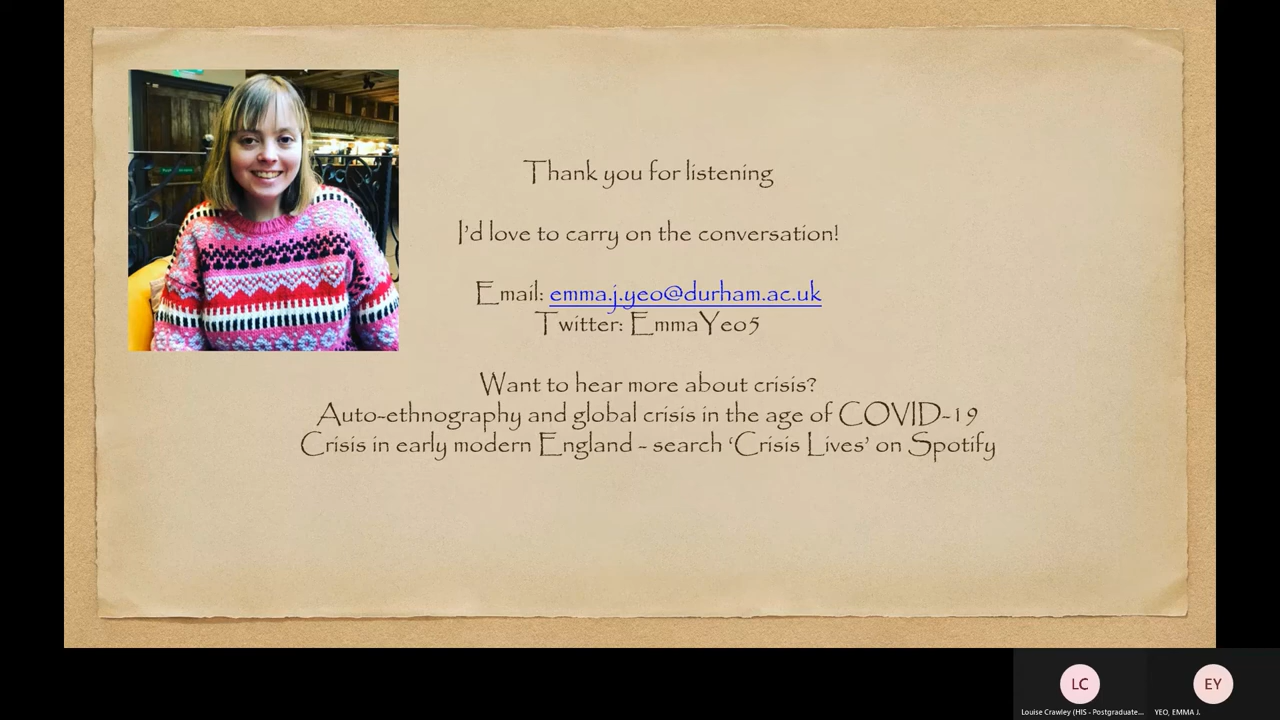 Thank you for listening
I'd love to carry on the conversation!
Email: emma.j.yeo@durham.ac.uk
Twitter: EmmaYeo5
Want to hear more about crisis?
Auto-ethnography and global crisis in the age of COVID-19
Crisis in early modern England - search 'Crisis Lives' on Spotify
LC
Louise Crawley (HIS - Postgraduate...
EY
YEO, EMMA J.